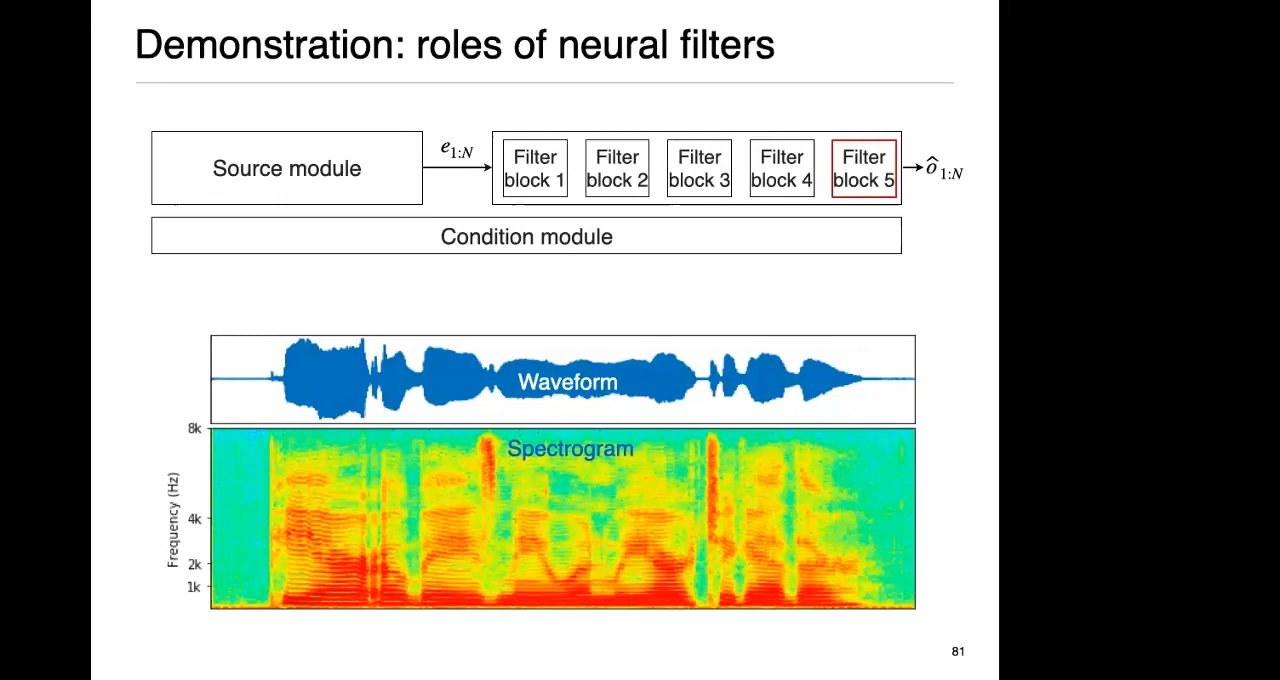 Demonstration: roles of neural filters
Source module
e1:N
Filter block 1
Filter block 2
Filter block 3
Filter block 4
Filter block 5
ô1:N
Condition module
Waveform
Spectrogram
8k
4k
2k
1k
Frequency (Hz)
81